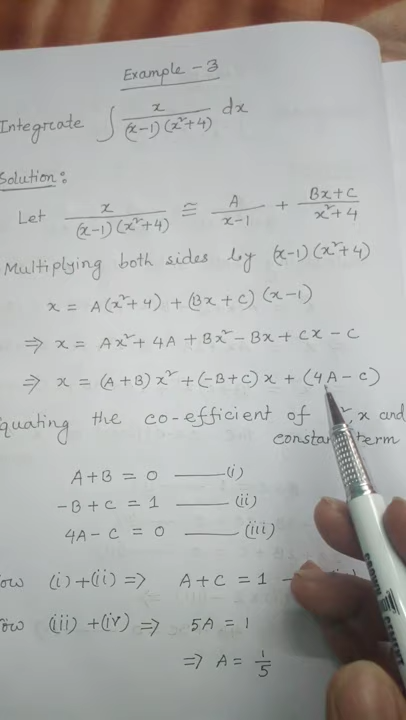 Example - 3
Integrate ∫ x / (x-1)(x²+4) dx
Solution:
Let x / (x-1)(x²+4) ≅ A / x-1 + Bx+C / x²+4
Multiplying both sides by (x-1)(x²+4)
x = A(x²+4) + (Bx+C)(x-1)
⇒ x = Ax² + 4A + Bx² - Bx + Cx - C
⇒ x = (A+B)x² + (-B+C)x + (4A - C)
quating the co-efficient of x and
constant term
A+B = 0 —— (i)
-B + C = 1 —— (ii)
4A - C = 0 —— (iii)
ow (i)+(ii) ⇒ A+C = 1
ow (iii) +(iv) ⇒ 5A = 1
⇒ A = 1/5